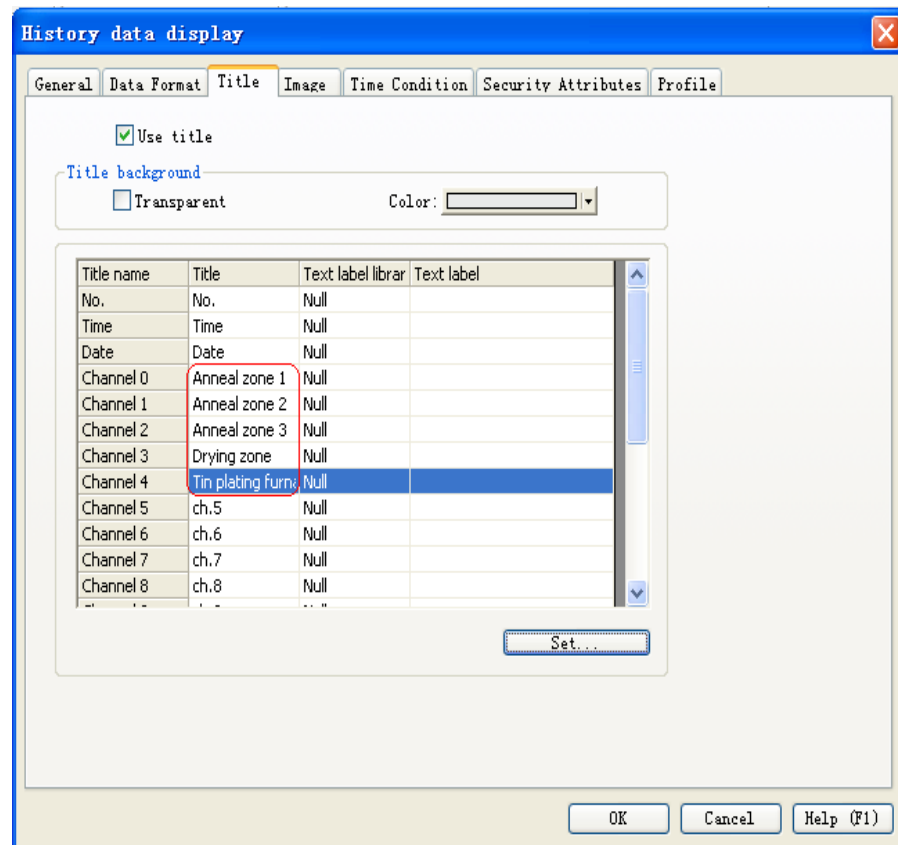 History data display
General Data Format Title Image Time Condition Security Attributes Profile
Use title
Title background
Transparent Color:
Title name Title Text label librar Text label
No. No. Null
Time Time Null
Date Date Null
Channel 0 Anneal zone 1 Null
Channel 1 Anneal zone 2 Null
Channel 2 Anneal zone 3 Null
Channel 3 Drying zone Null
Channel 4 Tin plating furna Null
Channel 5 ch.5 Null
Channel 6 ch.6 Null
Channel 7 ch.7 Null
Channel 8 ch.8 Null
Set...
OK Cancel Help (F1)